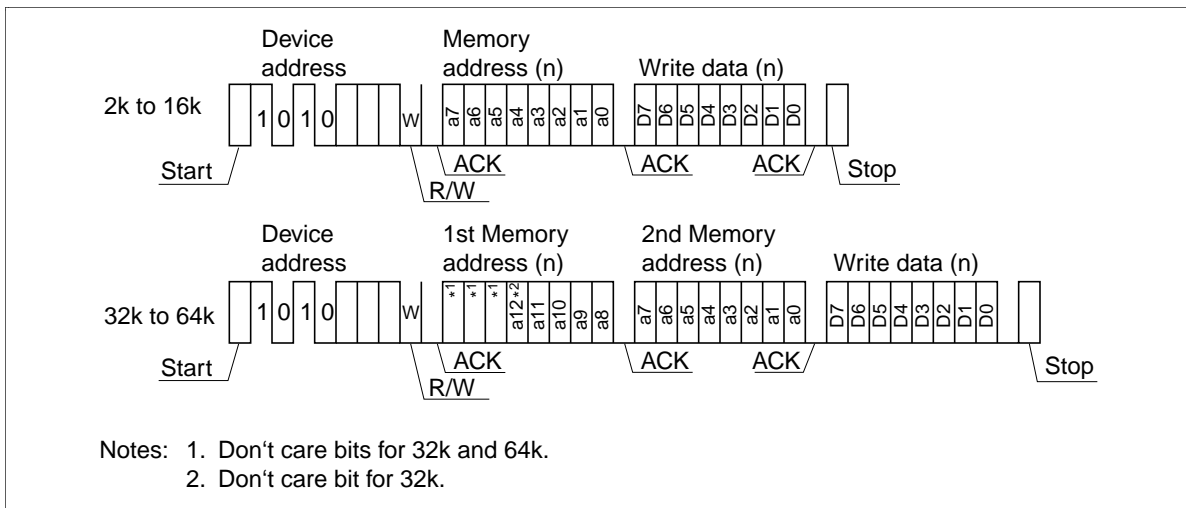 Device address
Memory address (n)
Write data (n)
2k to 16k
1 0 1 0 W a7 a6 a5 a4 a3 a2 a1 a0 D7 D6 D5 D4 D3 D2 D1 D0
Start
R/W
ACK
ACK
ACK
Stop
Device address
1st Memory address (n)
2nd Memory address (n)
Write data (n)
32k to 64k
1 0 1 0 W *1 *1 *1 a12*2 a11 a10 a9 a8 a7 a6 a5 a4 a3 a2 a1 a0 D7 D6 D5 D4 D3 D2 D1 D0
Start
R/W
ACK
ACK
ACK
Stop
Notes: 1. Don‘t care bits for 32k and 64k.
2. Don‘t care bit for 32k.